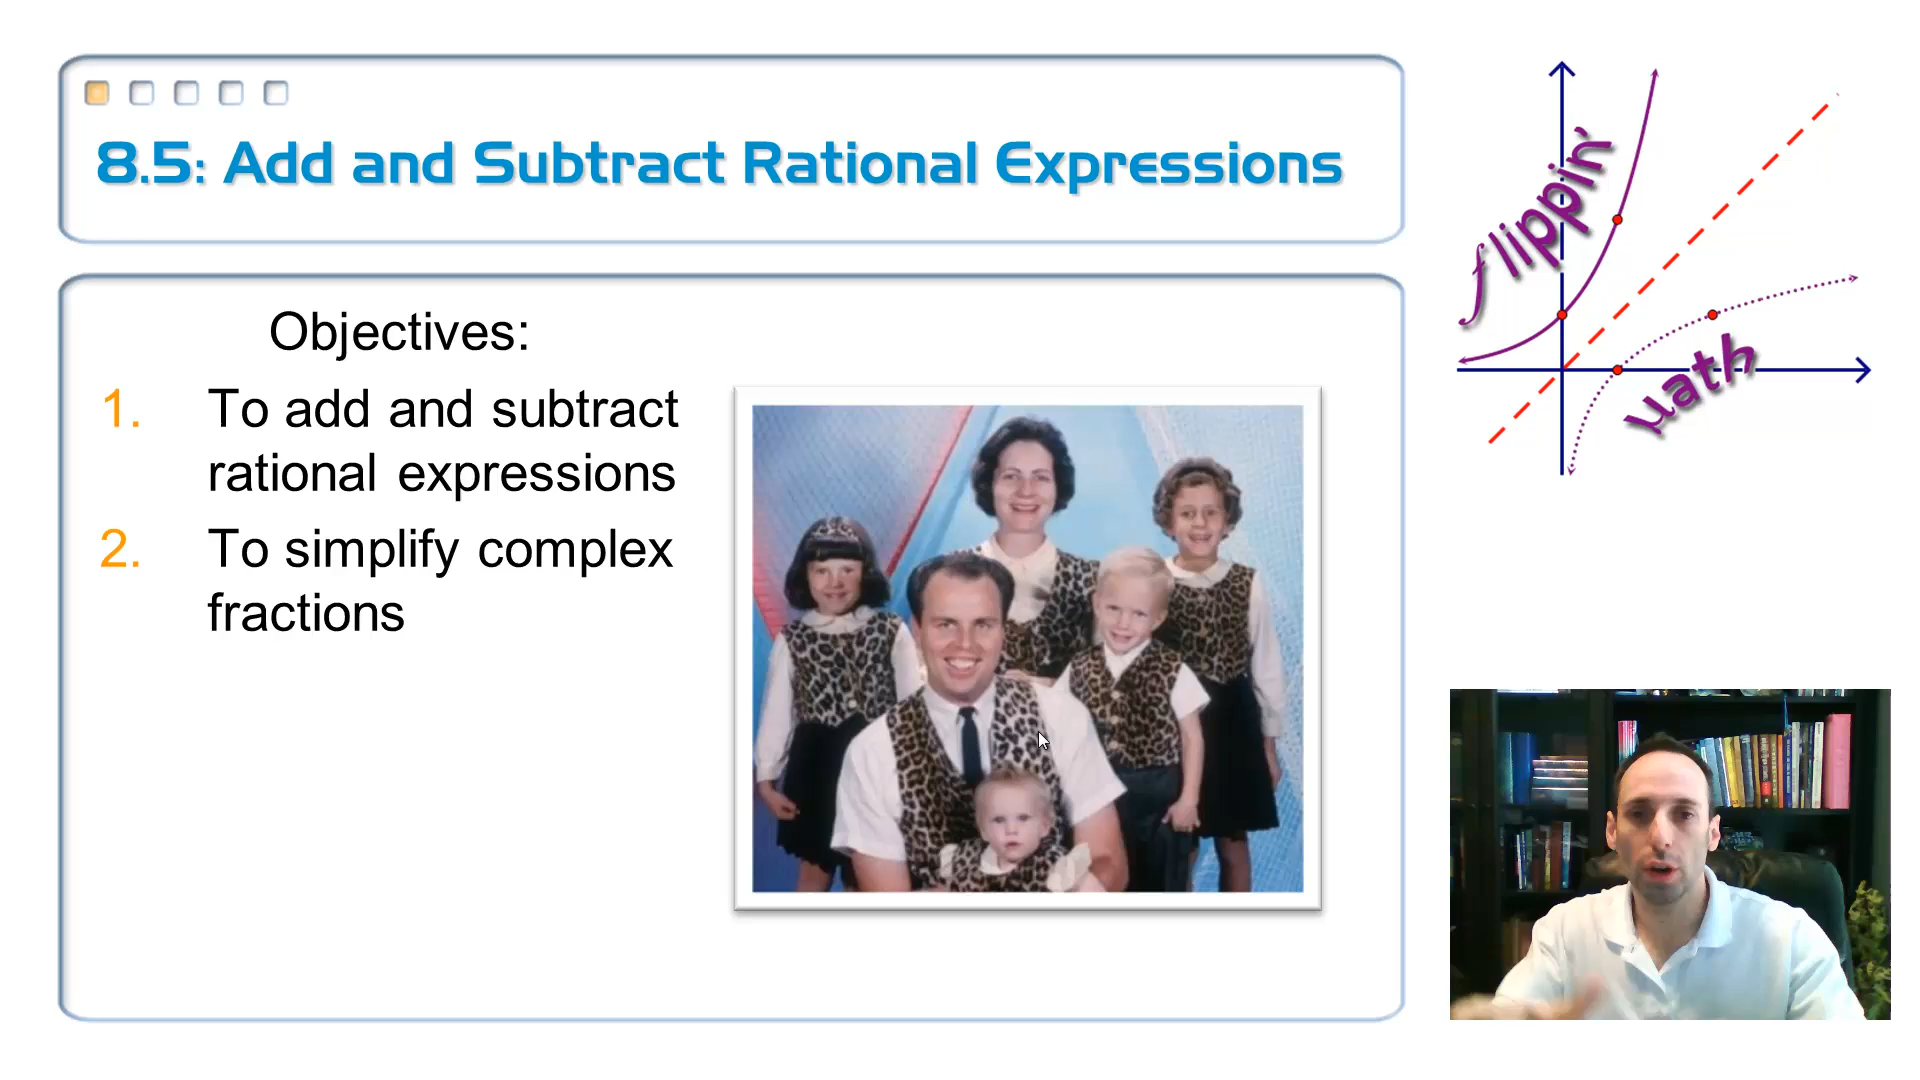 8.5: Add and Subtract Rational Expressions
Objectives:
1. To add and subtract
rational expressions
2. To simplify complex
fractions
flippin'
μath